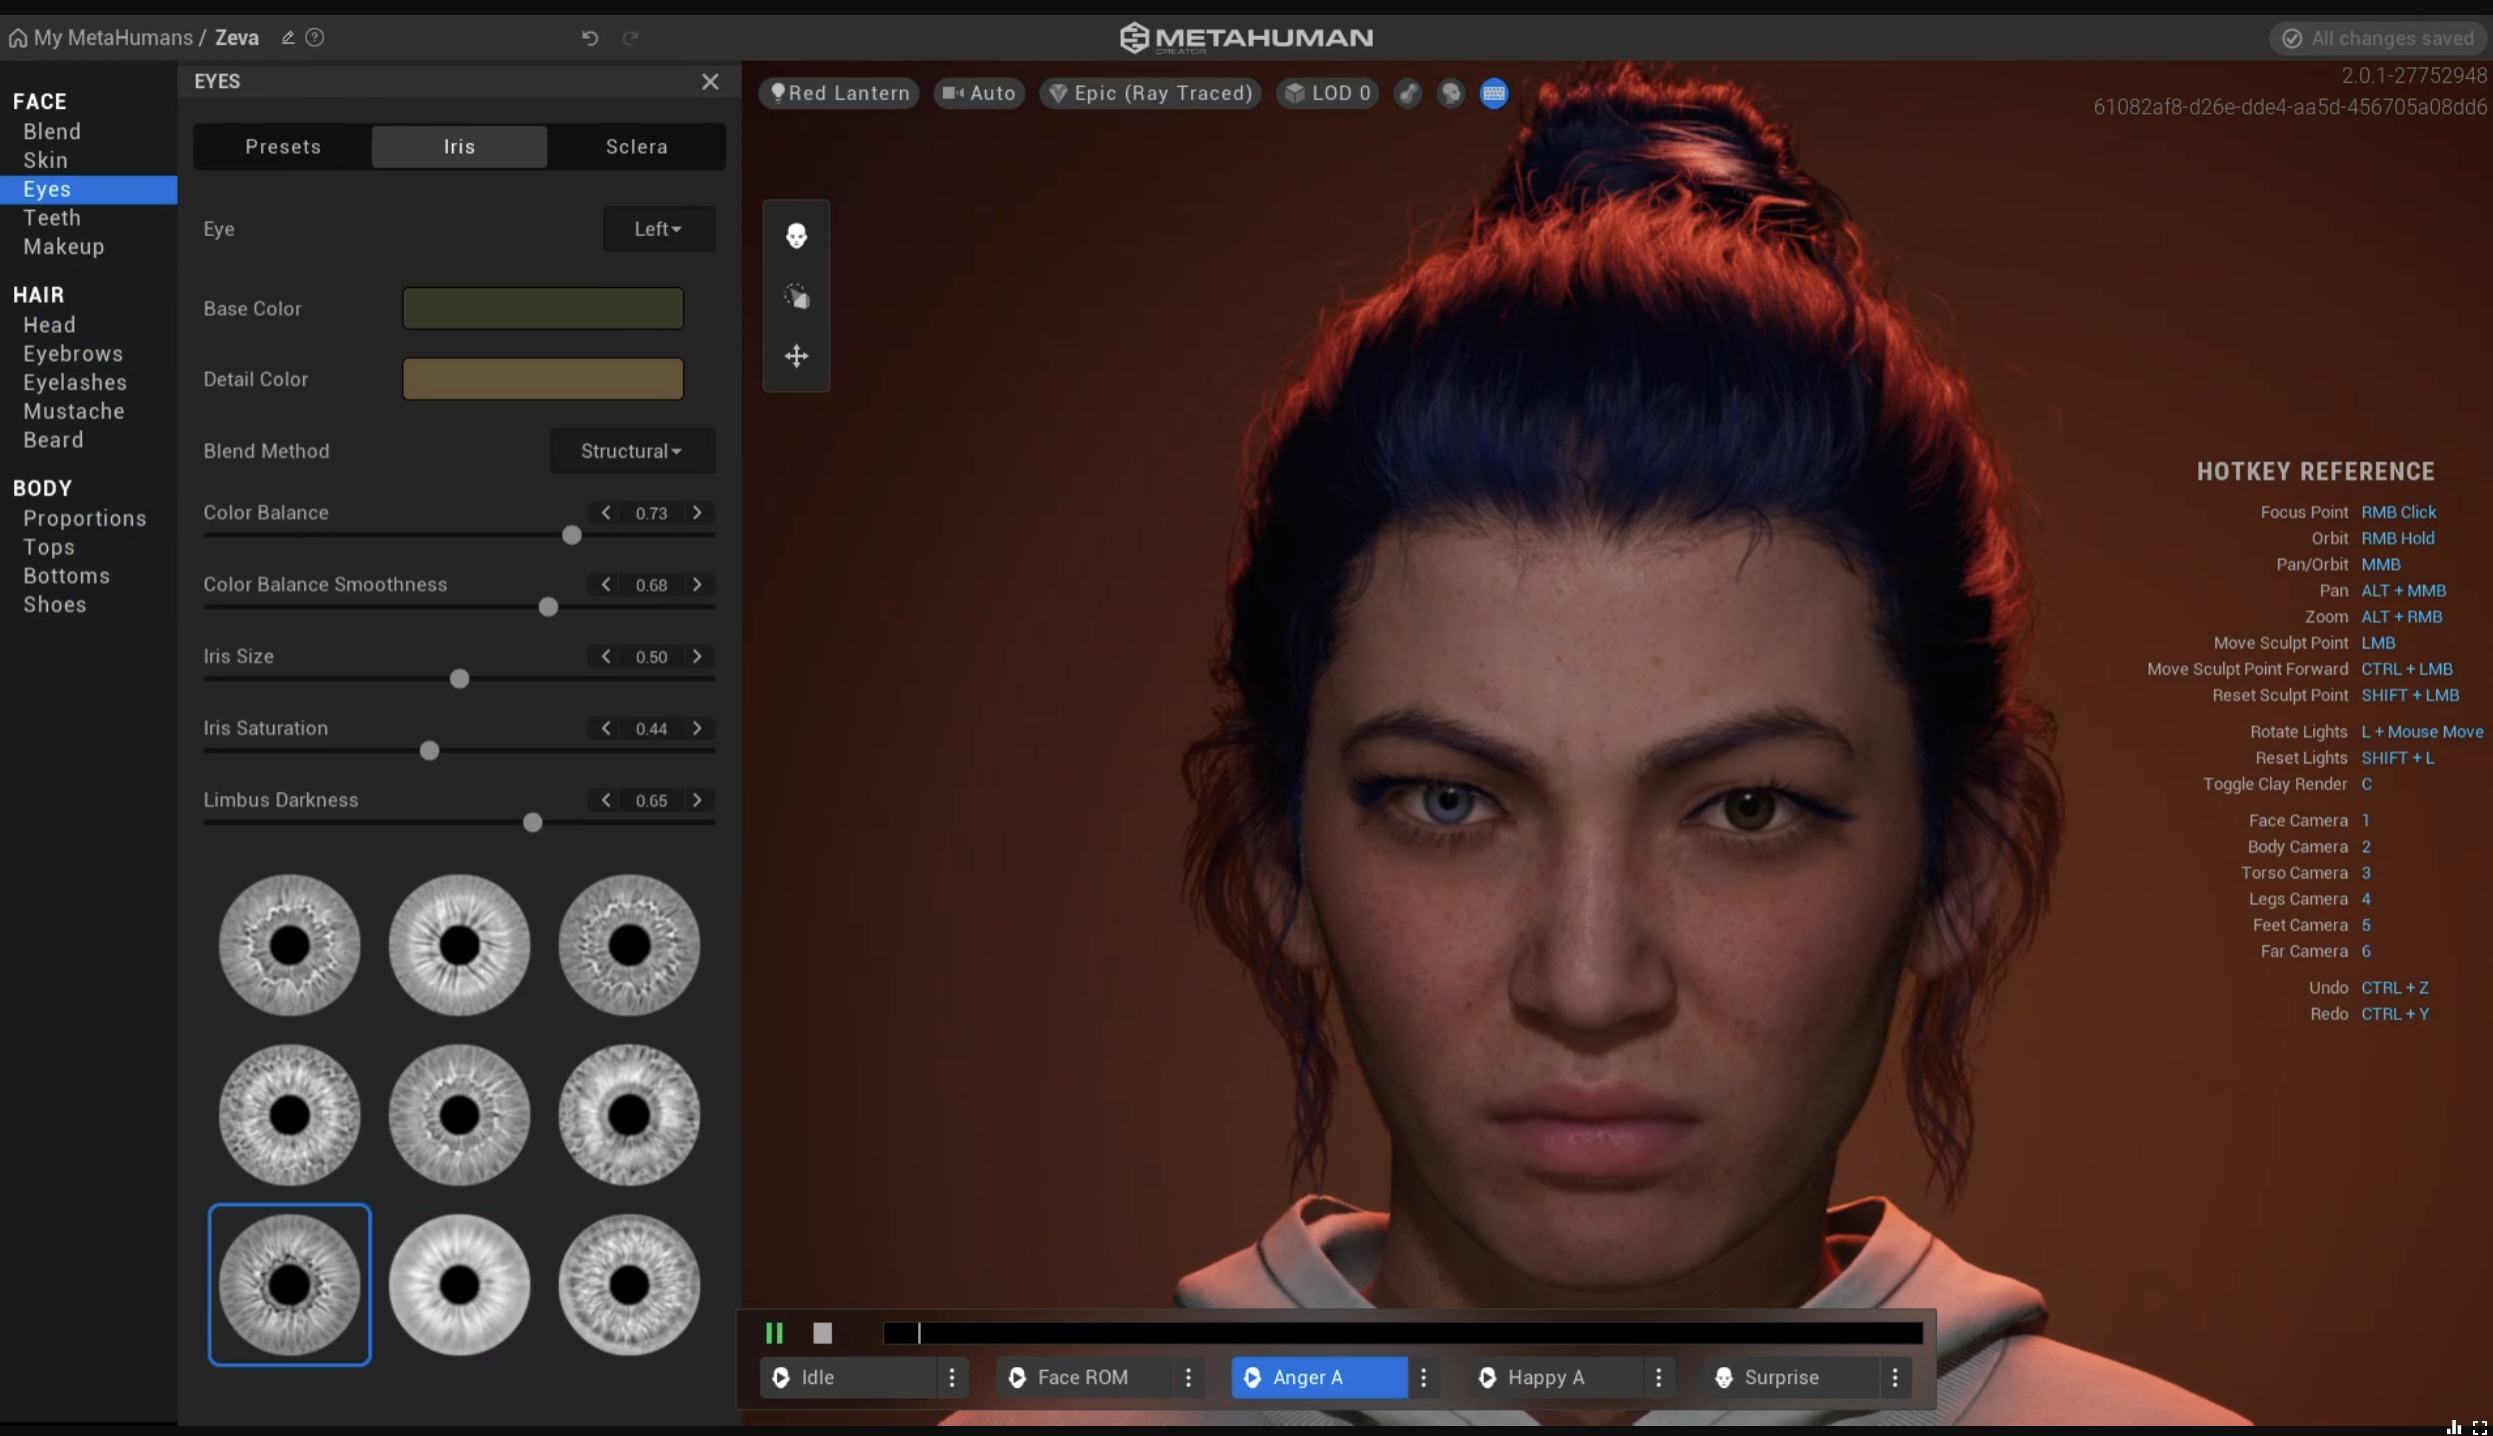 My MetaHumans / Zeva
METAHUMAN
CREATOR
All changes saved
FACE
Blend
Skin
Eyes
Teeth
Makeup
HAIR
Head
Eyebrows
Eyelashes
Mustache
Beard
BODY
Proportions
Tops
Bottoms
Shoes
EYES
Presets
Iris
Sclera
Eye
Left
Base Color
Detail Color
Blend Method
Structural
Color Balance
0.73
Color Balance Smoothness
0.68
Iris Size
0.50
Iris Saturation
0.44
Limbus Darkness
0.65
Red Lantern
Auto
Epic (Ray Traced)
LOD 0
2.0.1-27752948
61082af8-d26e-dde4-aa5d-456705a08dd6
HOTKEY REFERENCE
Focus Point RMB Click
Orbit RMB Hold
Pan/Orbit MMB
Pan ALT + MMB
Zoom ALT + RMB
Move Sculpt Point LMB
Move Sculpt Point Forward CTRL + LMB
Reset Sculpt Point SHIFT + LMB
Rotate Lights L + Mouse Move
Reset Lights SHIFT + L
Toggle Clay Render C
Face Camera 1
Body Camera 2
Torso Camera 3
Legs Camera 4
Feet Camera 5
Far Camera 6
Undo CTRL + Z
Redo CTRL + Y
Idle
Face ROM
Anger A
Happy A
Surprise